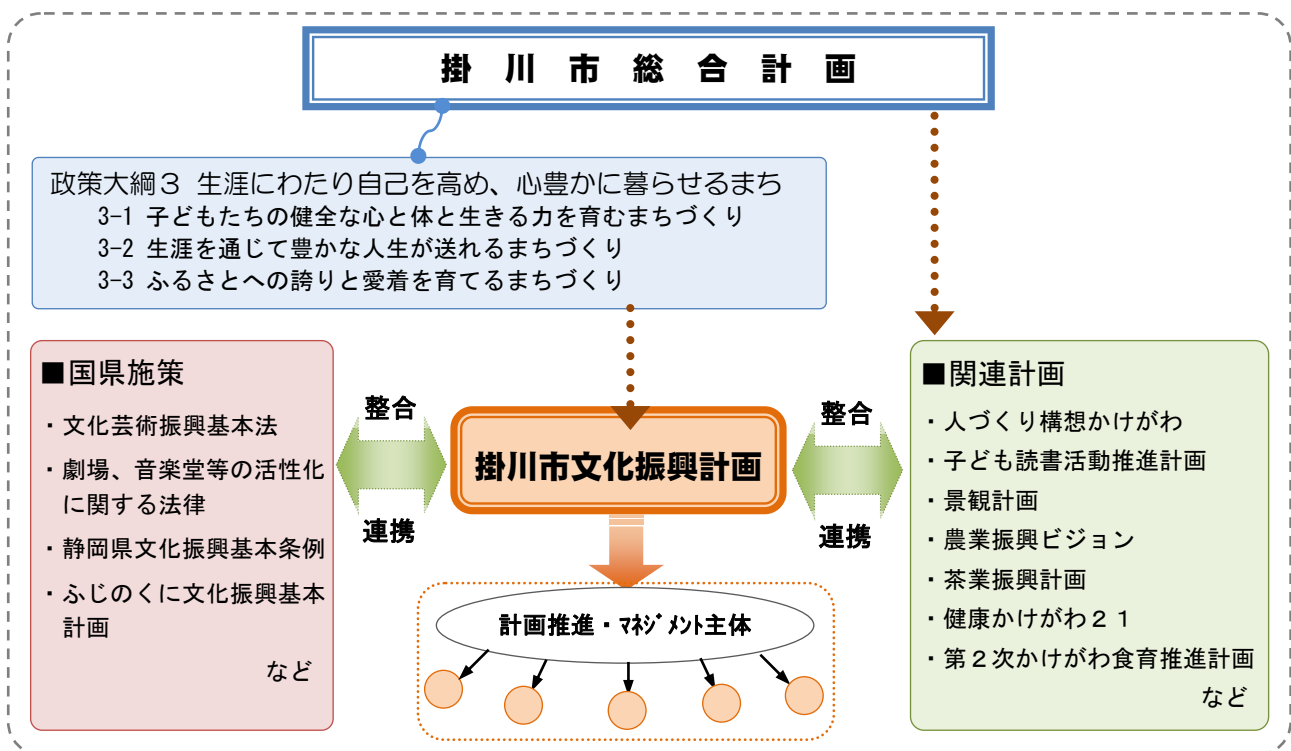 掛川市総合計画
政策大綱3 生涯にわたり自己を高め、心豊かに暮らせるまち
3-1 子どもたちの健全な心と体と生きる力を育むまちづくり
3-2 生涯を通じて豊かな人生が送れるまちづくり
3-3 ふるさとへの誇りと愛着を育てるまちづくり
■国県施策
・文化芸術振興基本法
・劇場、音楽堂等の活性化
に関する法律
・静岡県文化振興基本条例
・ふじのくに文化振興基本
計画
など
整合
連携
掛川市文化振興計画
整合
連携
計画推進・ﾏﾈｼﾞﾒﾝﾄ主体
■関連計画
・人づくり構想かけがわ
・子ども読書活動推進計画
・景観計画
・農業振興ビジョン
・茶業振興計画
・健康かけがわ21
・第2次かけがわ食育推進計画
など